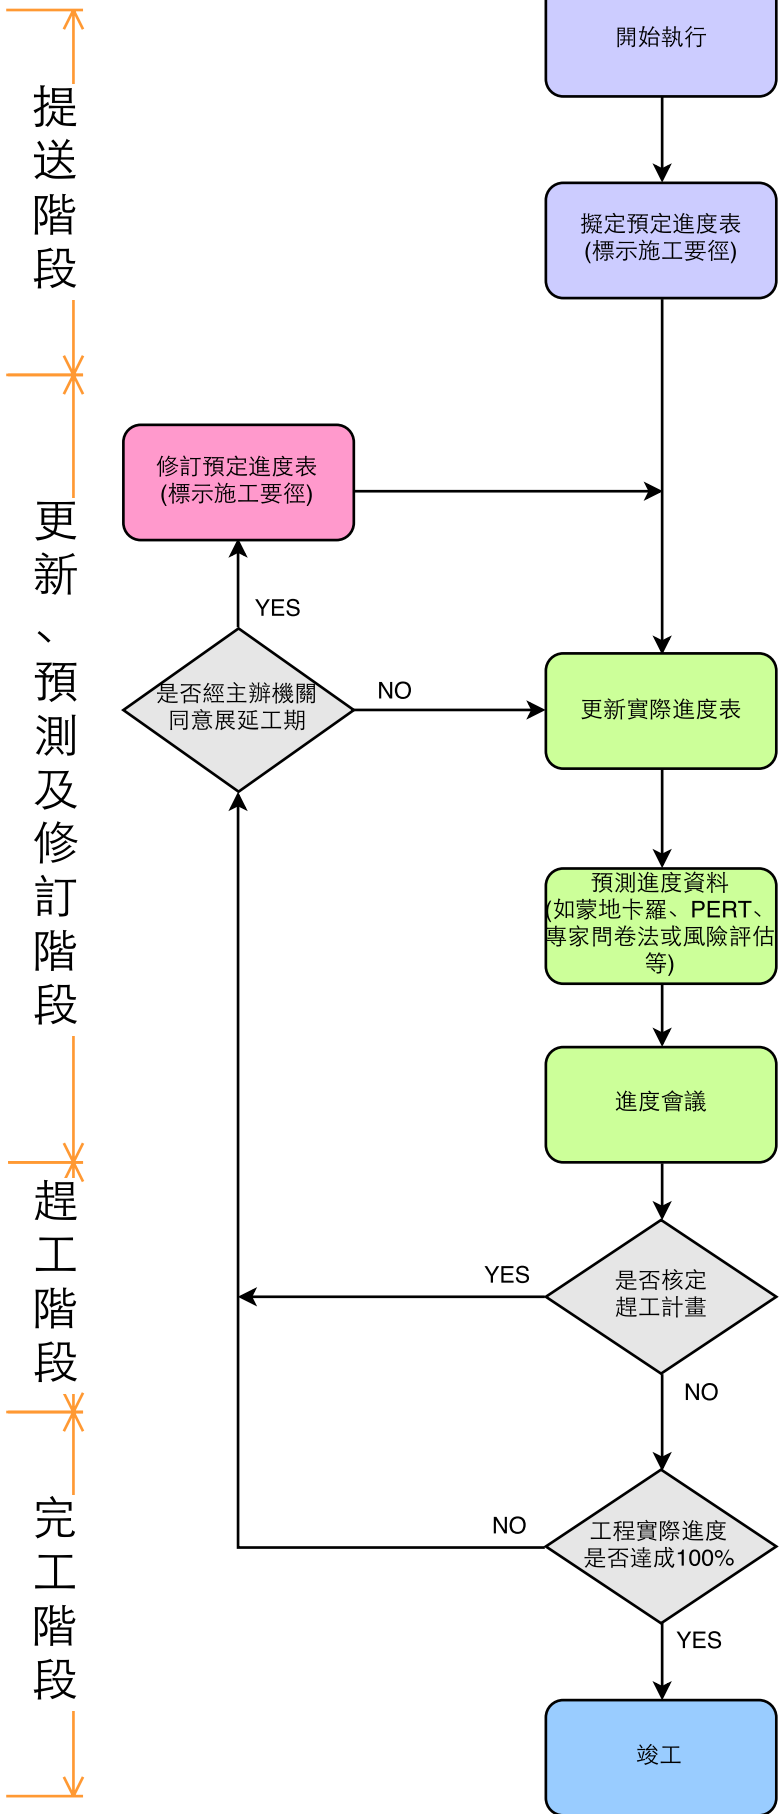 提送階段
開始執行
擬定預定進度表
(標示施工要徑)
更新、預測及修訂階段
修訂預定進度表
(標示施工要徑)
YES
是否經主辦機關
同意展延工期
NO
更新實際進度表
預測進度資料
(如蒙地卡羅、PERT、
專家問卷法或風險評估
等)
進度會議
趕工階段
YES
是否核定
趕工計畫
NO
完工階段
NO
工程實際進度
是否達成100%
YES
竣工